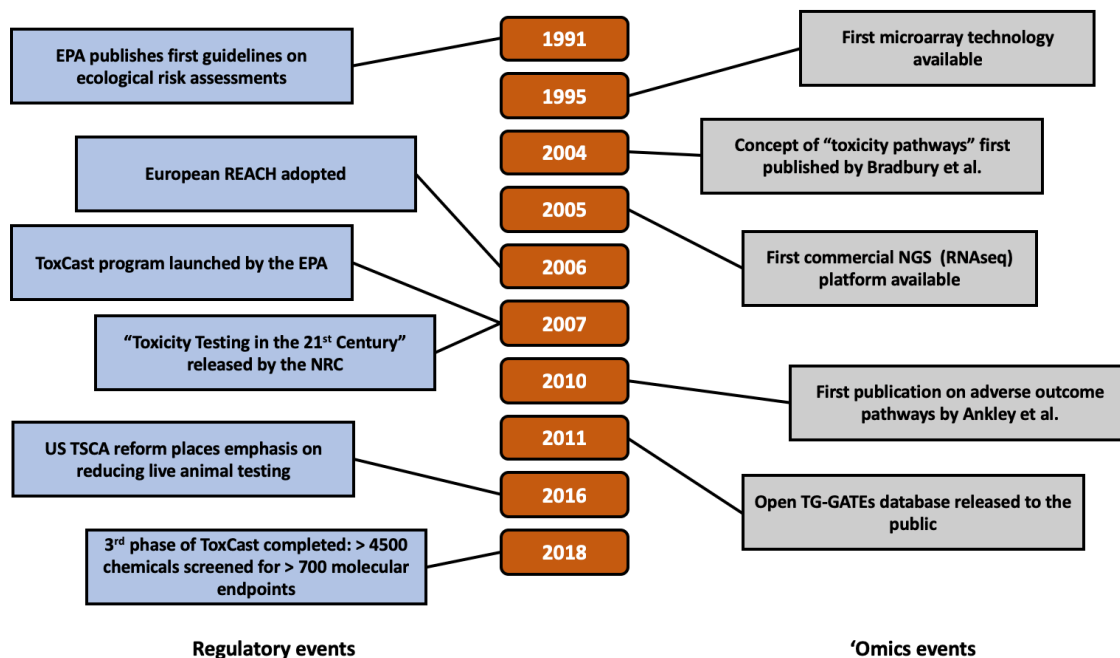 1991
EPA publishes first guidelines on
ecological risk assessments
First microarray technology
available
1995
2004
Concept of “toxicity pathways” first
published by Bradbury et al.
European REACH adopted
2005
ToxCast program launched by the EPA
2006
First commercial NGS (RNAseq)
platform available
2007
“Toxicity Testing in the 21st Century”
released by the NRC
2010
First publication on adverse outcome
pathways by Ankley et al.
2011
US TSCA reform places emphasis on
reducing live animal testing
2016
Open TG-GATEs database released to the
public
3rd phase of ToxCast completed: > 4500
chemicals screened for > 700 molecular
endpoints
2018
Regulatory events
‘Omics events